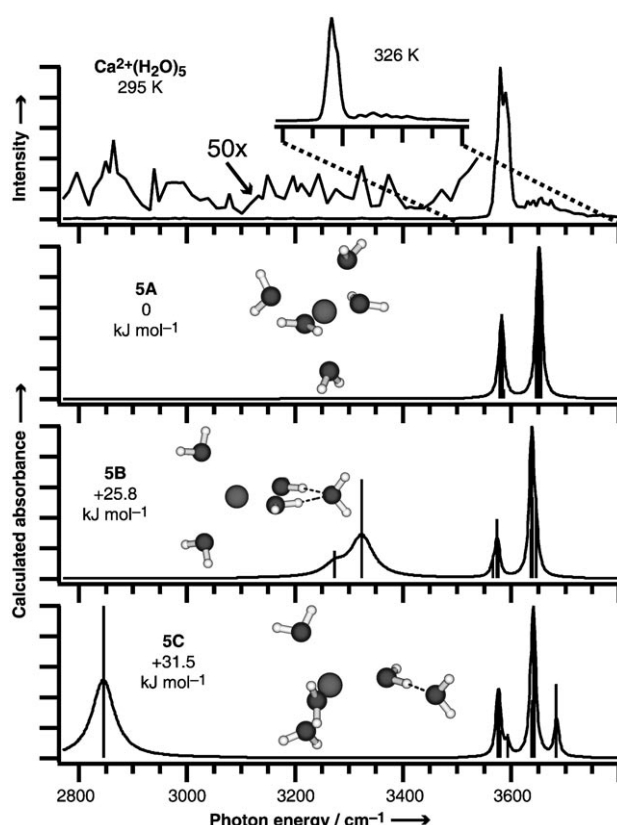 Ca²⁺(H₂O)₅
295 K
326 K
50x
Intensity ⟶
5A
0
kJ mol⁻¹
5B
+25.8
kJ mol⁻¹
Calculated absorbance ⟶
5C
+31.5
kJ mol⁻¹
2800 3000 3200 3400 3600
Photon energy / cm⁻¹ ⟶